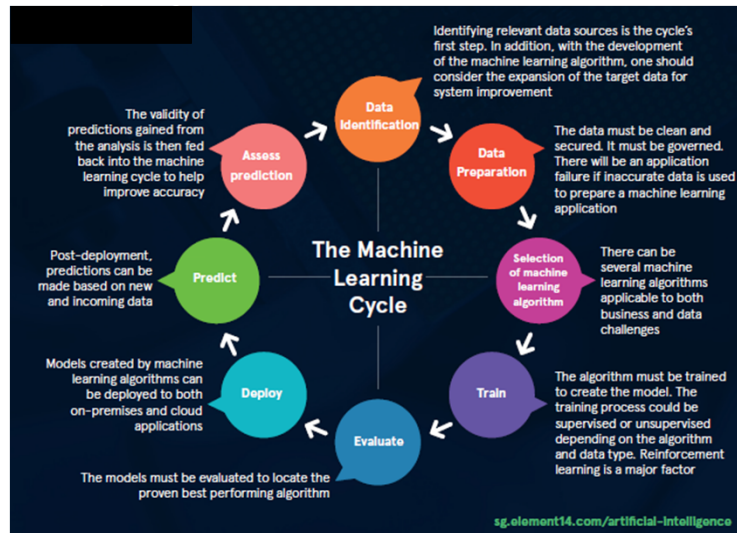 Identifying relevant data sources is the cycle's
first step. In addition, with the development
of the machine learning algorithm, one should
consider the expansion of the target data for
system improvement
Data
Identification
The data must be clean and
secured. It must be governed.
There will be an application
failure if inaccurate data is used
to prepare a machine learning
application
Data
Preparation
Selection
of machine
learning
algorithm
There can be
several machine
learning algorithms
applicable to both
business and data
challenges
Train
The algorithm must be trained
to create the model. The
training process could be
supervised or unsupervised
depending on the algorithm
and data type. Reinforcement
learning is a major factor
Evaluate
The models must be evaluated to locate the
proven best performing algorithm
Deploy
Models created by machine
learning algorithms can
be deployed to both
on-premises and cloud
applications
Predict
Post-deployment,
predictions can be
made based on new
and incoming data
Assess
prediction
The validity of
predictions gained from
the analysis is then fed
back into the machine
learning cycle to help
improve accuracy
The Machine
Learning
Cycle
sg.element14.com/artificial-intelligence